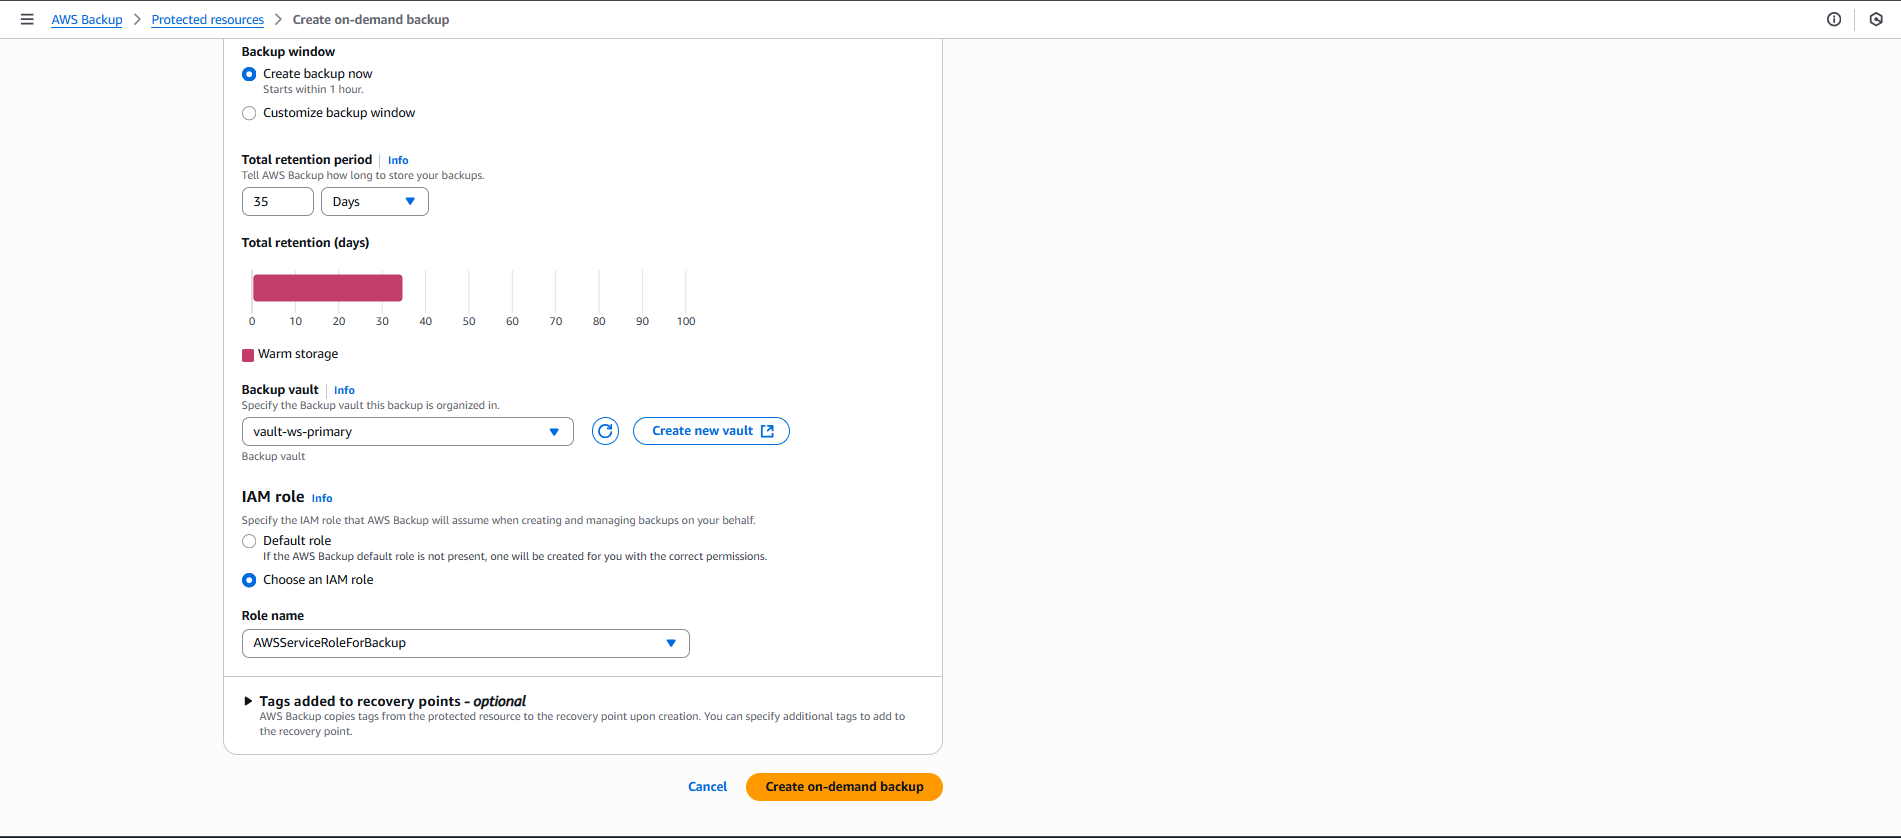 AWS Backup > Protected resources > Create on-demand backup
Backup window
Create backup now
Starts within 1 hour.
Customize backup window
Total retention period | Info
Tell AWS Backup how long to store your backups.
35 Days
Total retention (days)
0 10 20 30 40 50 60 70 80 90 100
Warm storage
Backup vault | Info
Specify the Backup vault this backup is organized in.
vault-ws-primary Create new vault
Backup vault
IAM role Info
Specify the IAM role that AWS Backup will assume when creating and managing backups on your behalf.
Default role
If the AWS Backup default role is not present, one will be created for you with the correct permissions.
Choose an IAM role
Role name
AWSServiceRoleForBackup
Tags added to recovery points - optional
AWS Backup copies tags from the protected resource to the recovery point upon creation. You can specify additional tags to add to
the recovery point.
Cancel Create on-demand backup